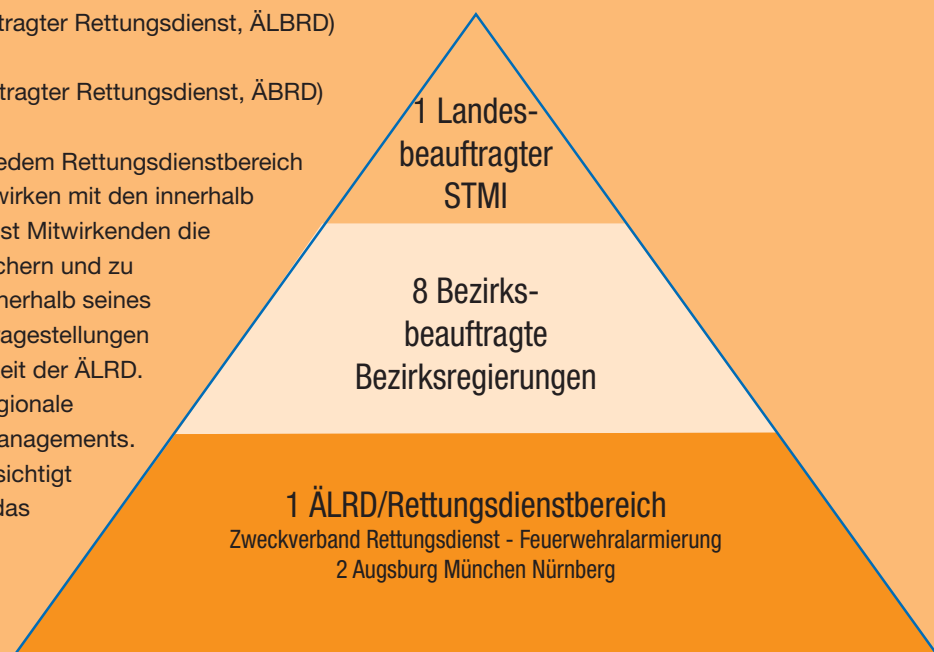 tragter Rettungsdienst, ÄLBRD)
tragter Rettungsdienst, ÄBRD)
edem Rettungsdienstbereich
wirken mit den innerhalb
st Mitwirkenden die
chern und zu
nerhalb seines
agestellungen
eit der ÄLRD.
gionale
anagements.
sichtigt
das
1 Landes-
beauftragter
STMI
8 Bezirks-
beauftragte
Bezirksregierungen
1 ÄLRD/Rettungsdienstbereich
Zweckverband Rettungsdienst - Feuerwehralarmierung
2 Augsburg München Nürnberg